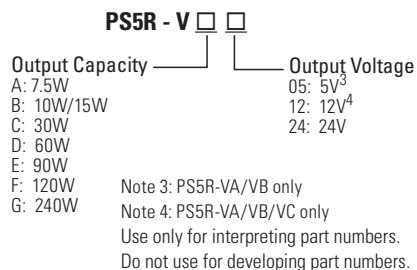 PS5R - V □ □
Output Capacity
A: 7.5W
B: 10W/15W
C: 30W
D: 60W
E: 90W
F: 120W
G: 240W
Output Voltage
05: 5V³
12: 12V⁴
24: 24V
Note 3: PS5R-VA/VB only
Note 4: PS5R-VA/VB/VC only
Use only for interpreting part numbers.
Do not use for developing part numbers.